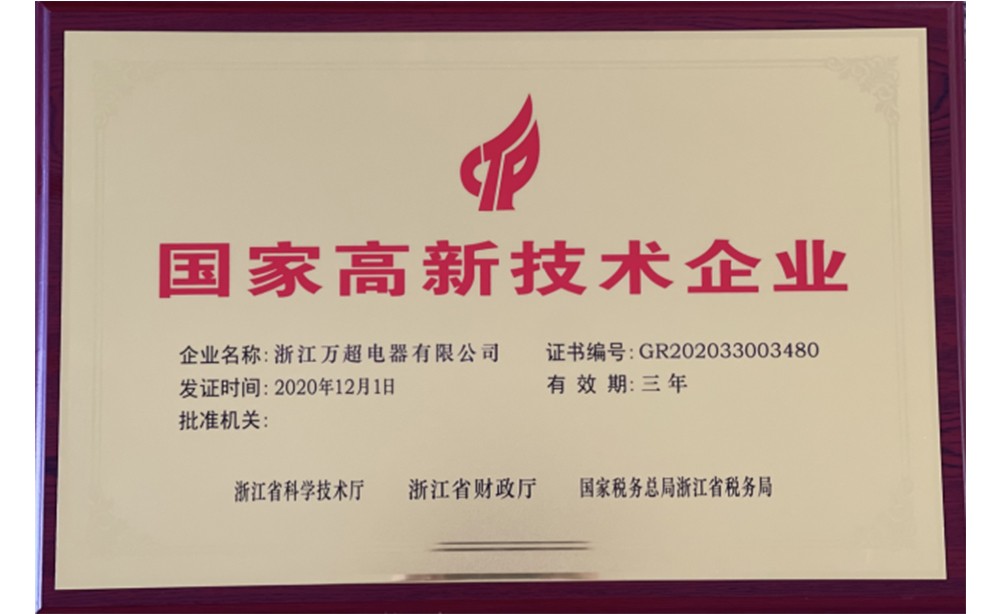 CTP
国家高新技术企业
企业名称: 浙江万超电器有限公司 证书编号: GR202033003480
发证时间: 2020年12月1日 有 效 期: 三 年
批准机关:
浙江省科学技术厅 浙江省财政厅 国家税务总局浙江省税务局